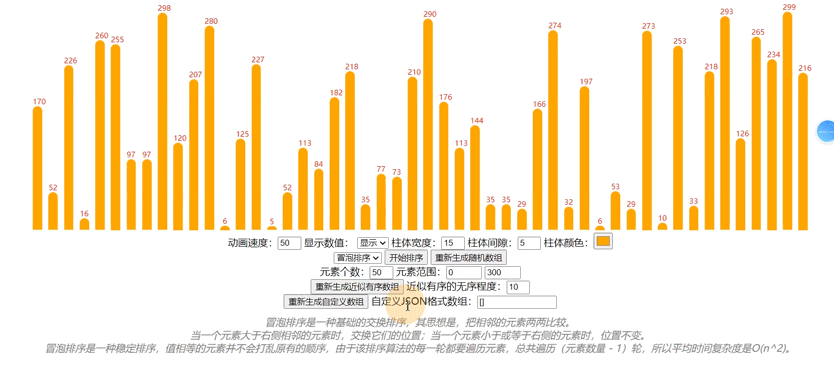 170 52 226 16 260 255 97 97 298 120 207 280 6 125 227 5 52 113 84 182 218 35 77 73 210 290 176 113 144 35 35 29 166 274 32 197 6 53 29 273 10 253 33 218 293 126 265 234 299 216
动画速度: 50 显示数值: 显示 柱体宽度: 15 柱体间隙: 5 柱体颜色:
冒泡排序 开始排序 重新生成随机数组
元素个数: 50 元素范围: 0 300
重新生成近似有序数组 近似有序的无序程度: 10
重新生成自定义数组 自定义JSON格式数组: []
冒泡排序是一种基础的交换排序，其思想是，把相邻的元素两两比较。
当一个元素大于右侧相邻的元素时，交换它们的位置；当一个元素小于或等于右侧的元素时，位置不变。
冒泡排序是一种稳定排序，值相等的元素并不会打乱原有的顺序，由于该排序算法的每一轮都要遍历元素，总共遍历（元素数量 - 1）轮，所以平均时间复杂度是O(n^2)。